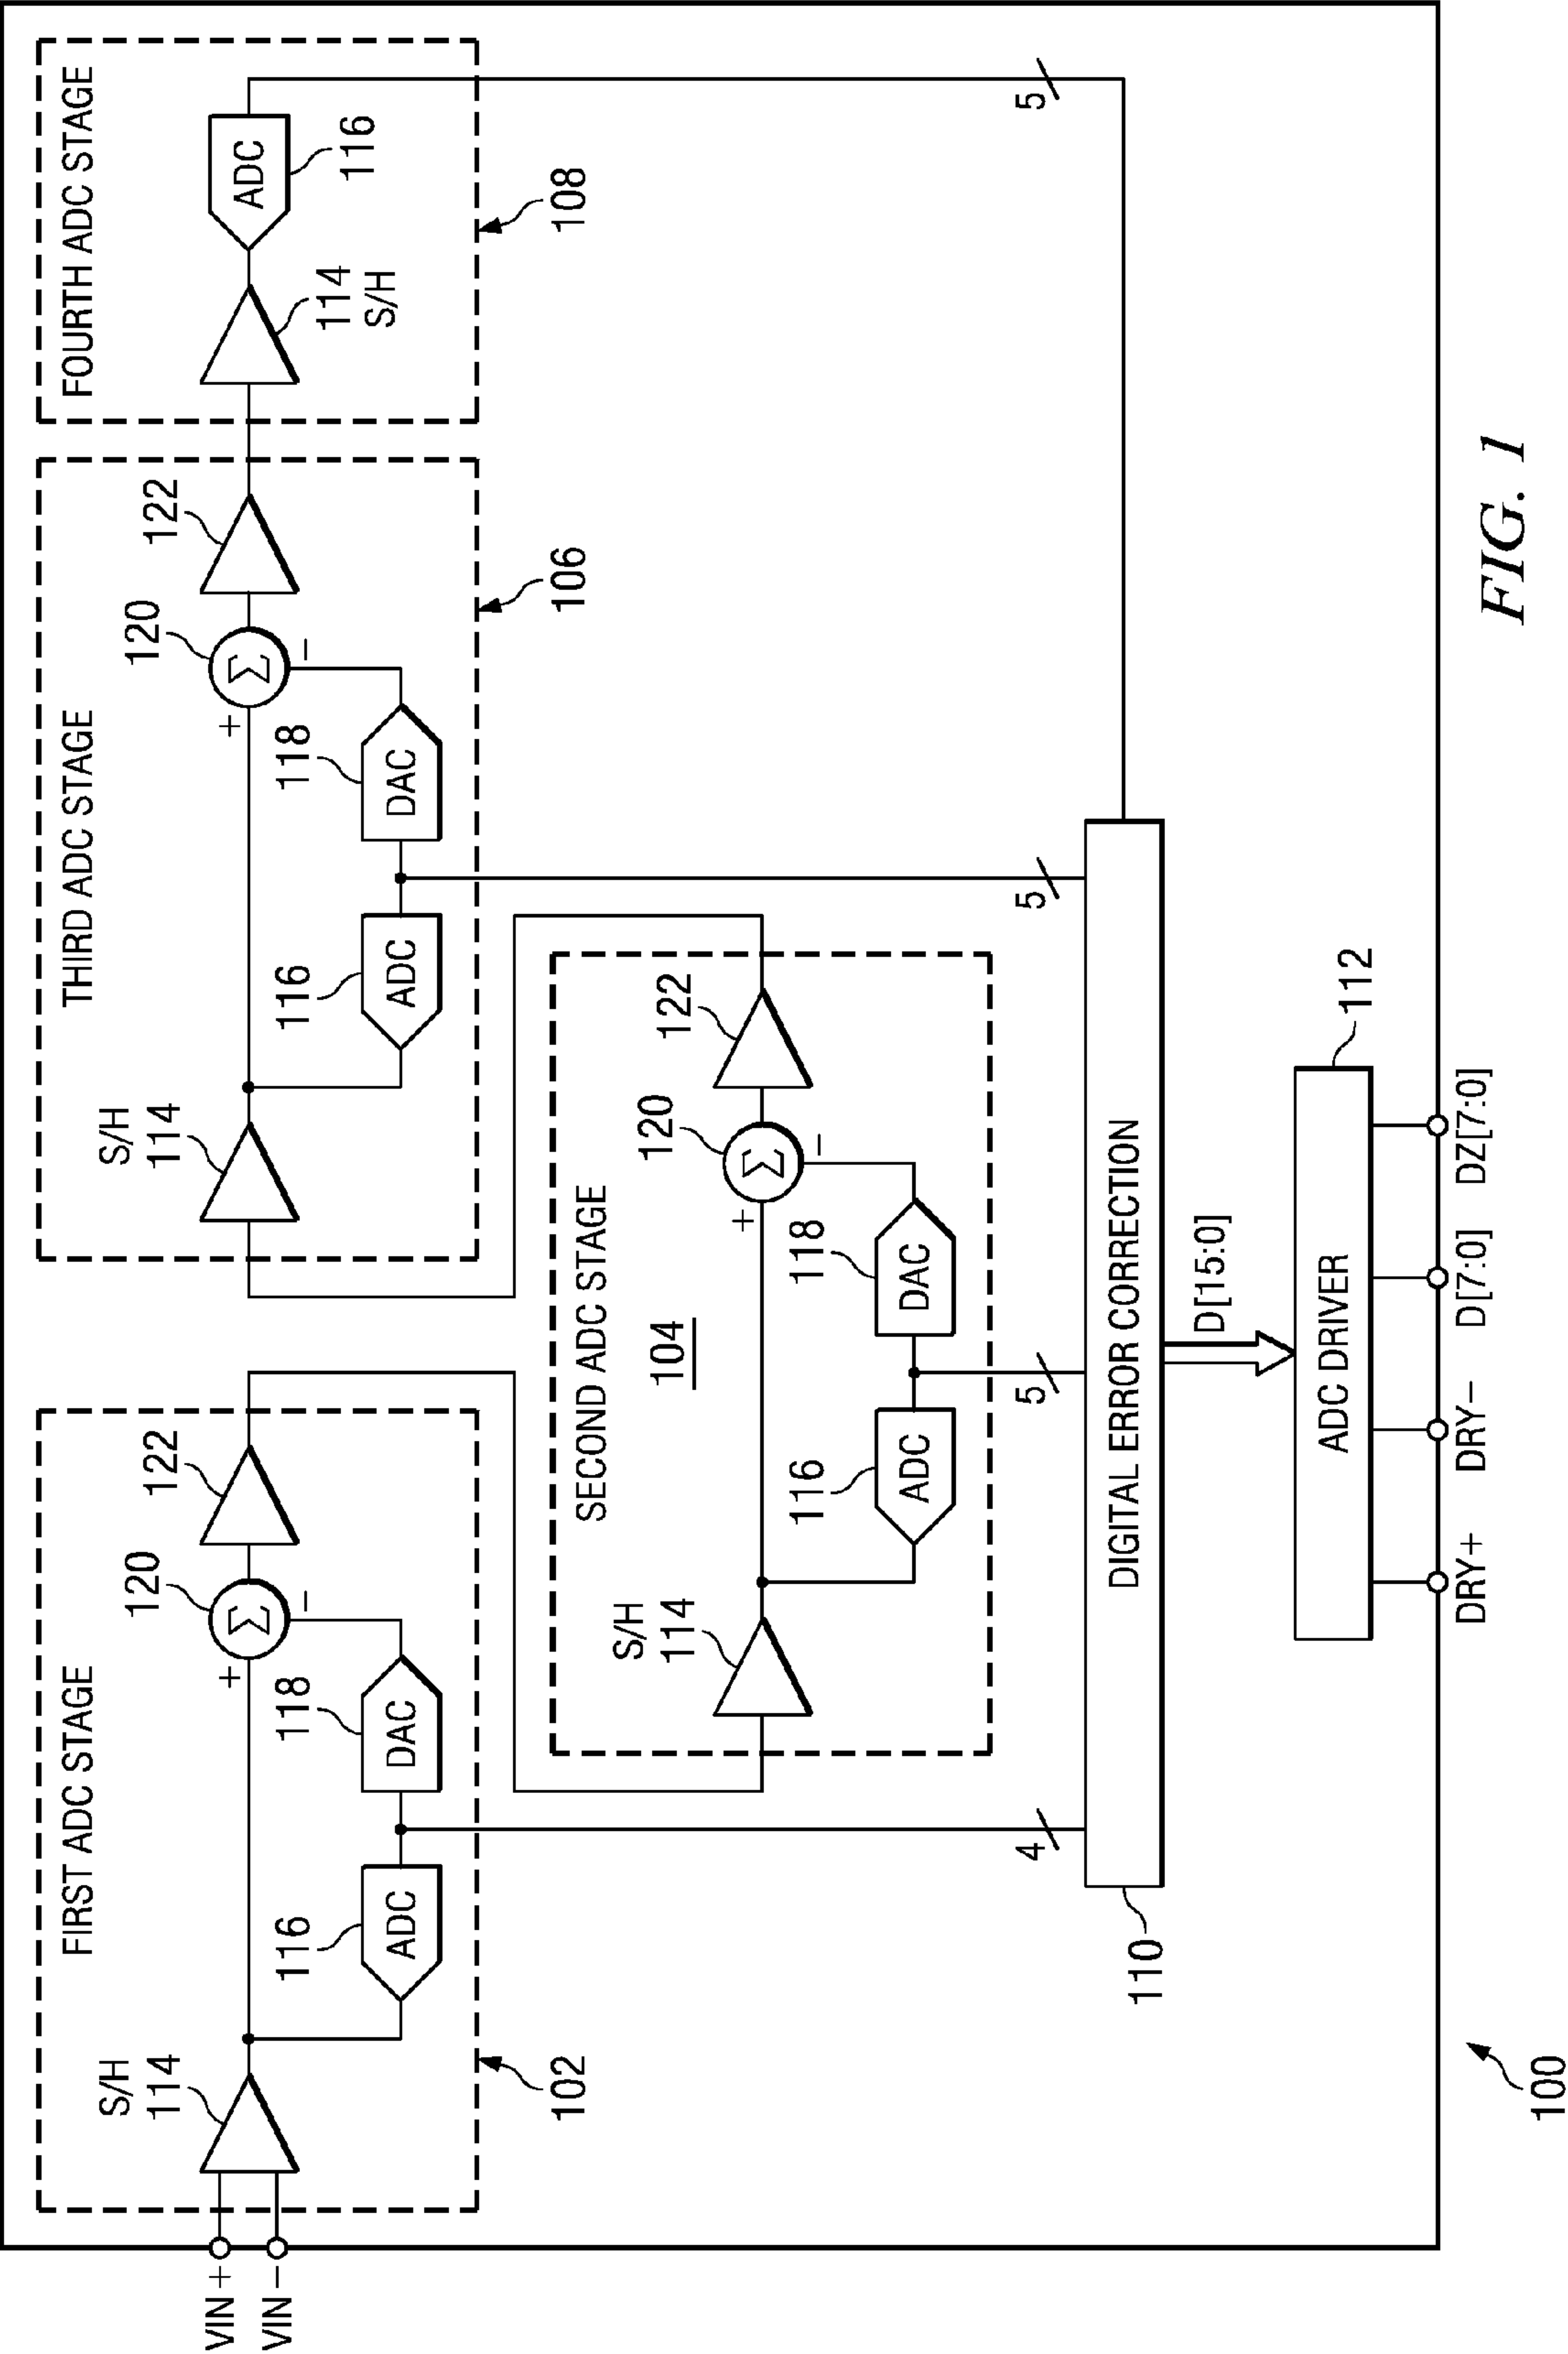 FIRST ADC STAGE
THIRD ADC STAGE
FOURTH ADC STAGE
S/H
114
120
122
S/H
114
120
122
VIN+
VIN-
+
Σ
-
+
Σ
-
ADC
116
116
118
116
118
114
S/H
ADC
DAC
ADC
DAC
102
106
108
SECOND ADC STAGE
S/H
114
104
120
122
+
Σ
-
116
118
ADC
DAC
4
5
5
5
110
DIGITAL ERROR CORRECTION
D[15:0]
ADC DRIVER
112
DRY+
DRY-
D[7:0]
DZ[7:0]
100
FIG. 1